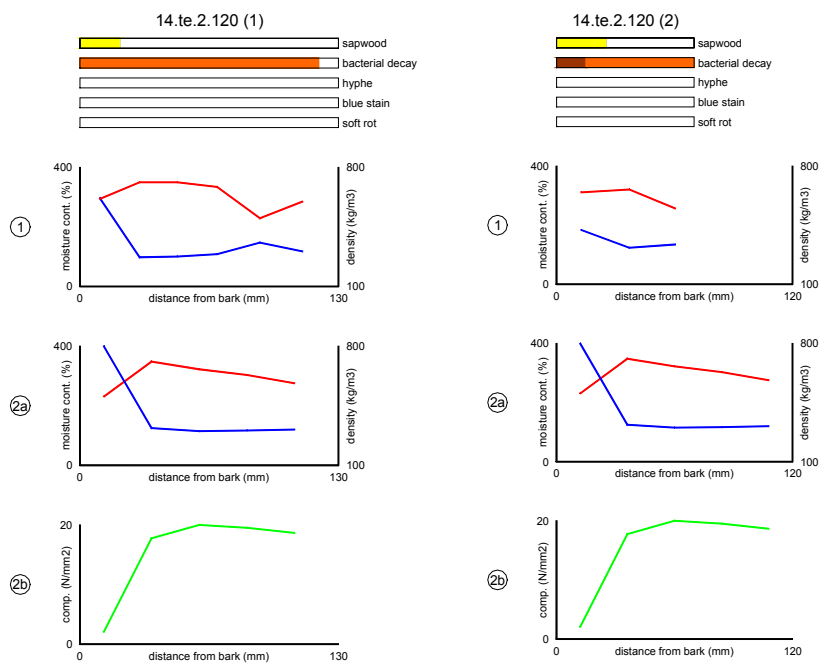 14.te.2.120 (1)
sapwood
bacterial decay
hyphe
blue stain
soft rot
1
400
moisture cont. (%)
0
800
density (kg/m3)
100
0
distance from bark (mm)
130
2a
400
moisture cont. (%)
0
800
density (kg/m3)
100
0
distance from bark (mm)
130
2b
20
comp. (N/mm2)
0
0
distance from bark (mm)
130
14.te.2.120 (2)
sapwood
bacterial decay
hyphe
blue stain
soft rot
1
400
moisture cont. (%)
0
800
density (kg/m3)
100
0
distance from bark (mm)
120
2a
400
moisture cont. (%)
0
800
density (kg/m3)
100
0
distance from bark (mm)
120
2b
20
comp. (N/mm2)
0
0
distance from bark (mm)
120